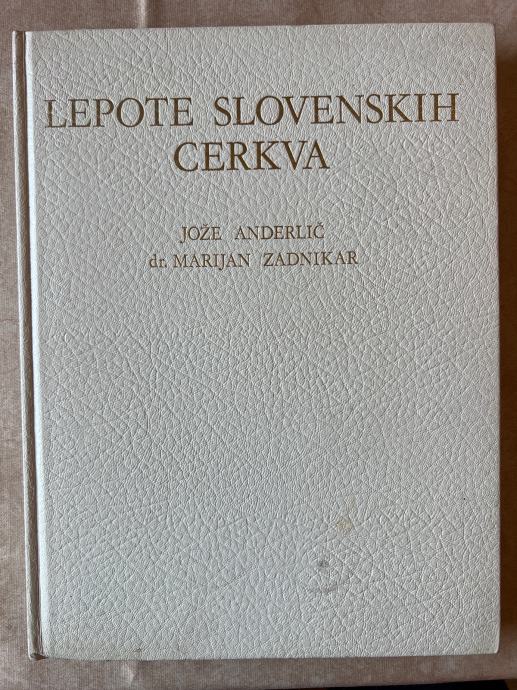 LEPOTE SLOVENSKIH
CERKVA
JOŽE ANDERLIČ
dr. MARIJAN ZADNIKAR